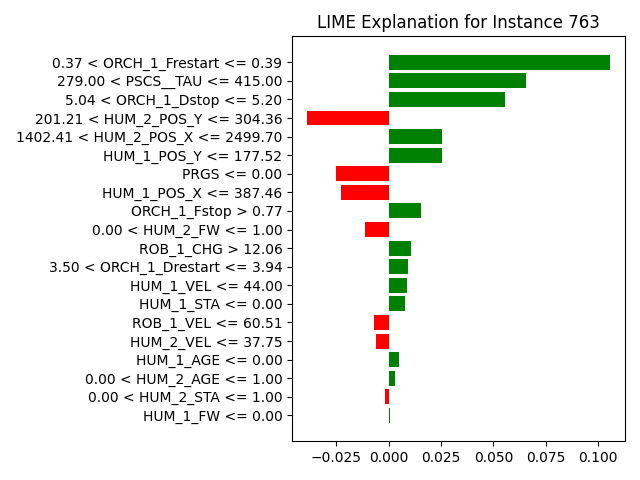 LIME Explanation for Instance 763
0.37 < ORCH_1_Frestart <= 0.39
279.00 < PSCS__TAU <= 415.00
5.04 < ORCH_1_Dstop <= 5.20
201.21 < HUM_2_POS_Y <= 304.36
1402.41 < HUM_2_POS_X <= 2499.70
HUM_1_POS_Y <= 177.52
PRGS <= 0.00
HUM_1_POS_X <= 387.46
ORCH_1_Fstop > 0.77
0.00 < HUM_2_FW <= 1.00
ROB_1_CHG > 12.06
3.50 < ORCH_1_Drestart <= 3.94
HUM_1_VEL <= 44.00
HUM_1_STA <= 0.00
ROB_1_VEL <= 60.51
HUM_2_VEL <= 37.75
HUM_1_AGE <= 0.00
0.00 < HUM_2_AGE <= 1.00
0.00 < HUM_2_STA <= 1.00
HUM_1_FW <= 0.00
−0.025 0.000 0.025 0.050 0.075 0.100